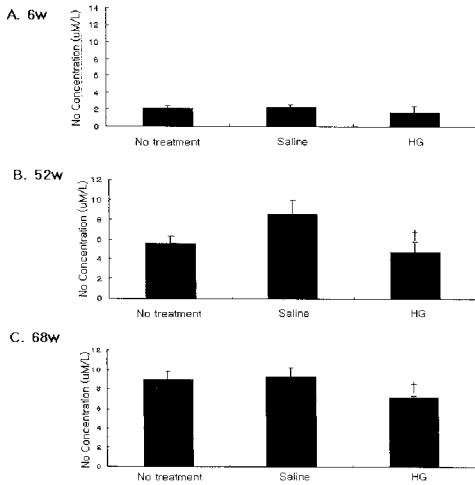 A. 6w
No Concentration (uM/L)
14
12
10
8
6
4
2
0
No treatment
Saline
HG
B. 52w
No Concentration (uM/L)
12
10
8
6
4
2
0
‡
No treatment
Saline
HG
C. 68w
No Concentration (uM/L)
12
10
8
6
4
2
0
†
No treatment
Saline
HG